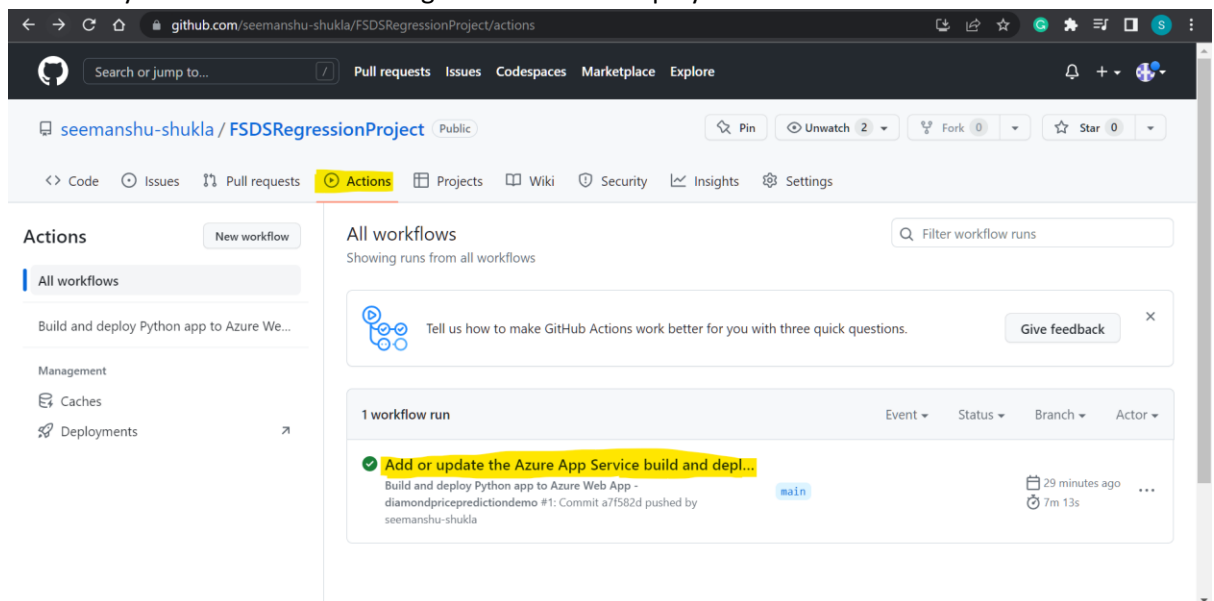 github.com/seemanshu-shukla/FSDSRegressionProject/actions
G
S
Search or jump to...
/
Pull requests Issues Codespaces Marketplace Explore
seemanshu-shukla / FSDSRegressionProject Public
Pin
Unwatch 2
Fork 0
Star 0
Code Issues Pull requests Actions Projects Wiki Security Insights Settings
Actions
New workflow
All workflows
Build and deploy Python app to Azure We...
Management
Caches
Deployments
All workflows
Showing runs from all workflows
Filter workflow runs
Tell us how to make GitHub Actions work better for you with three quick questions.
Give feedback
1 workflow run
Event Status Branch Actor
Add or update the Azure App Service build and depl...
Build and deploy Python app to Azure Web App -
diamondpricepredictiondemo #1: Commit a7f582d pushed by
seemanshu-shukla
main
29 minutes ago
7m 13s